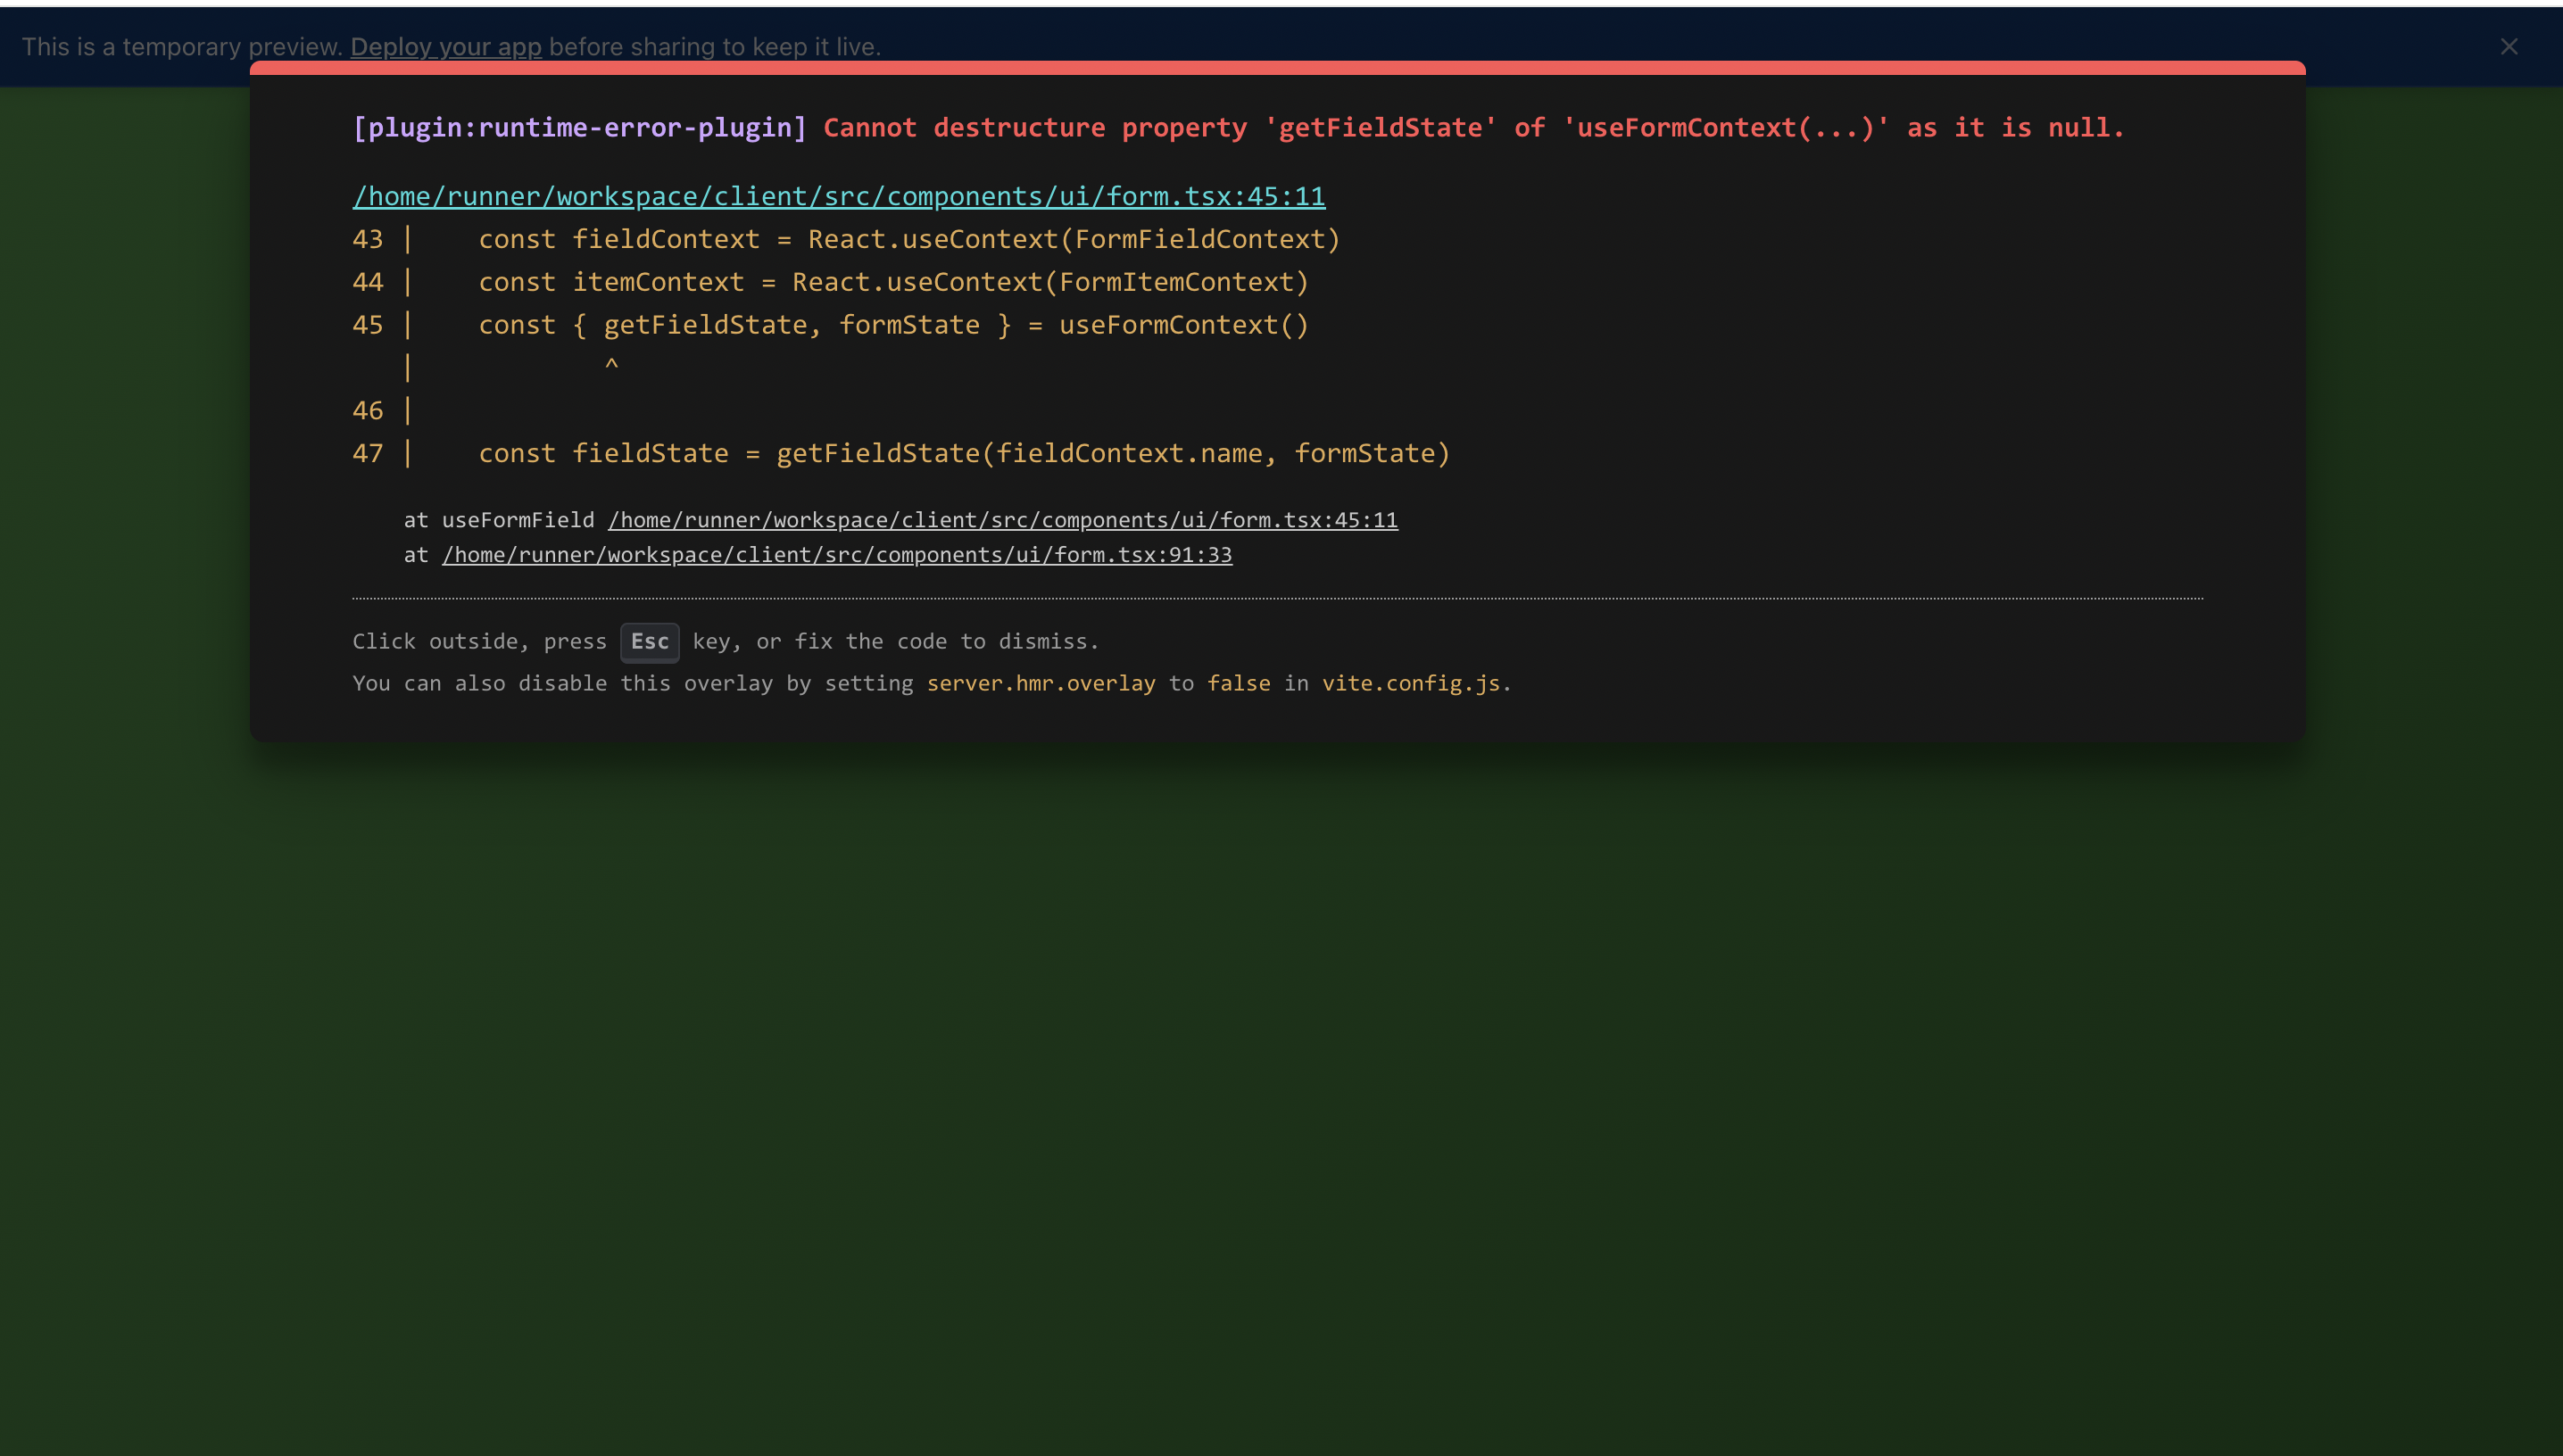 This is a temporary preview. Deploy your app before sharing to keep it live.
[plugin:runtime-error-plugin] Cannot destructure property 'getFieldState' of 'useFormContext(...)' as it is null.
/home/runner/workspace/client/src/components/ui/form.tsx:45:11
43 |    const fieldContext = React.useContext(FormFieldContext)
44 |    const itemContext = React.useContext(FormItemContext)
45 |    const { getFieldState, formState } = useFormContext()
   |            ^
46 |
47 |    const fieldState = getFieldState(fieldContext.name, formState)
at useFormField /home/runner/workspace/client/src/components/ui/form.tsx:45:11
at /home/runner/workspace/client/src/components/ui/form.tsx:91:33
Click outside, press Esc key, or fix the code to dismiss.
You can also disable this overlay by setting server.hmr.overlay to false in vite.config.js.